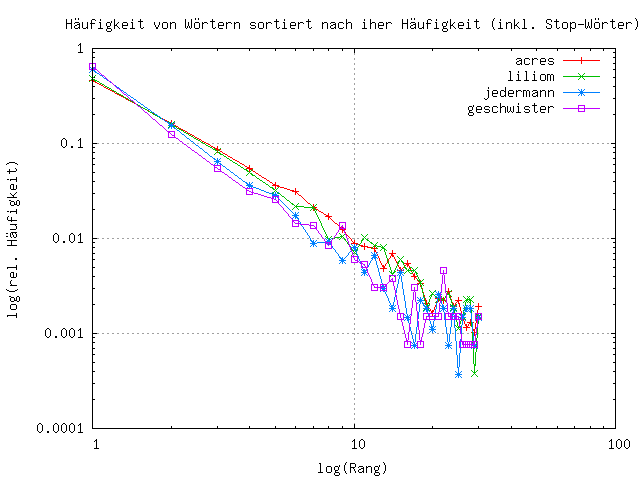 Häufigkeit von Wörtern sortiert nach iher Häufigkeit (inkl. Stop-Wörter)
1
0.1
0.01
0.001
0.0001
log(rel. Häufigkeit)
acres
liliom
jedermann
geschwister
1
10
100
log(Rang)